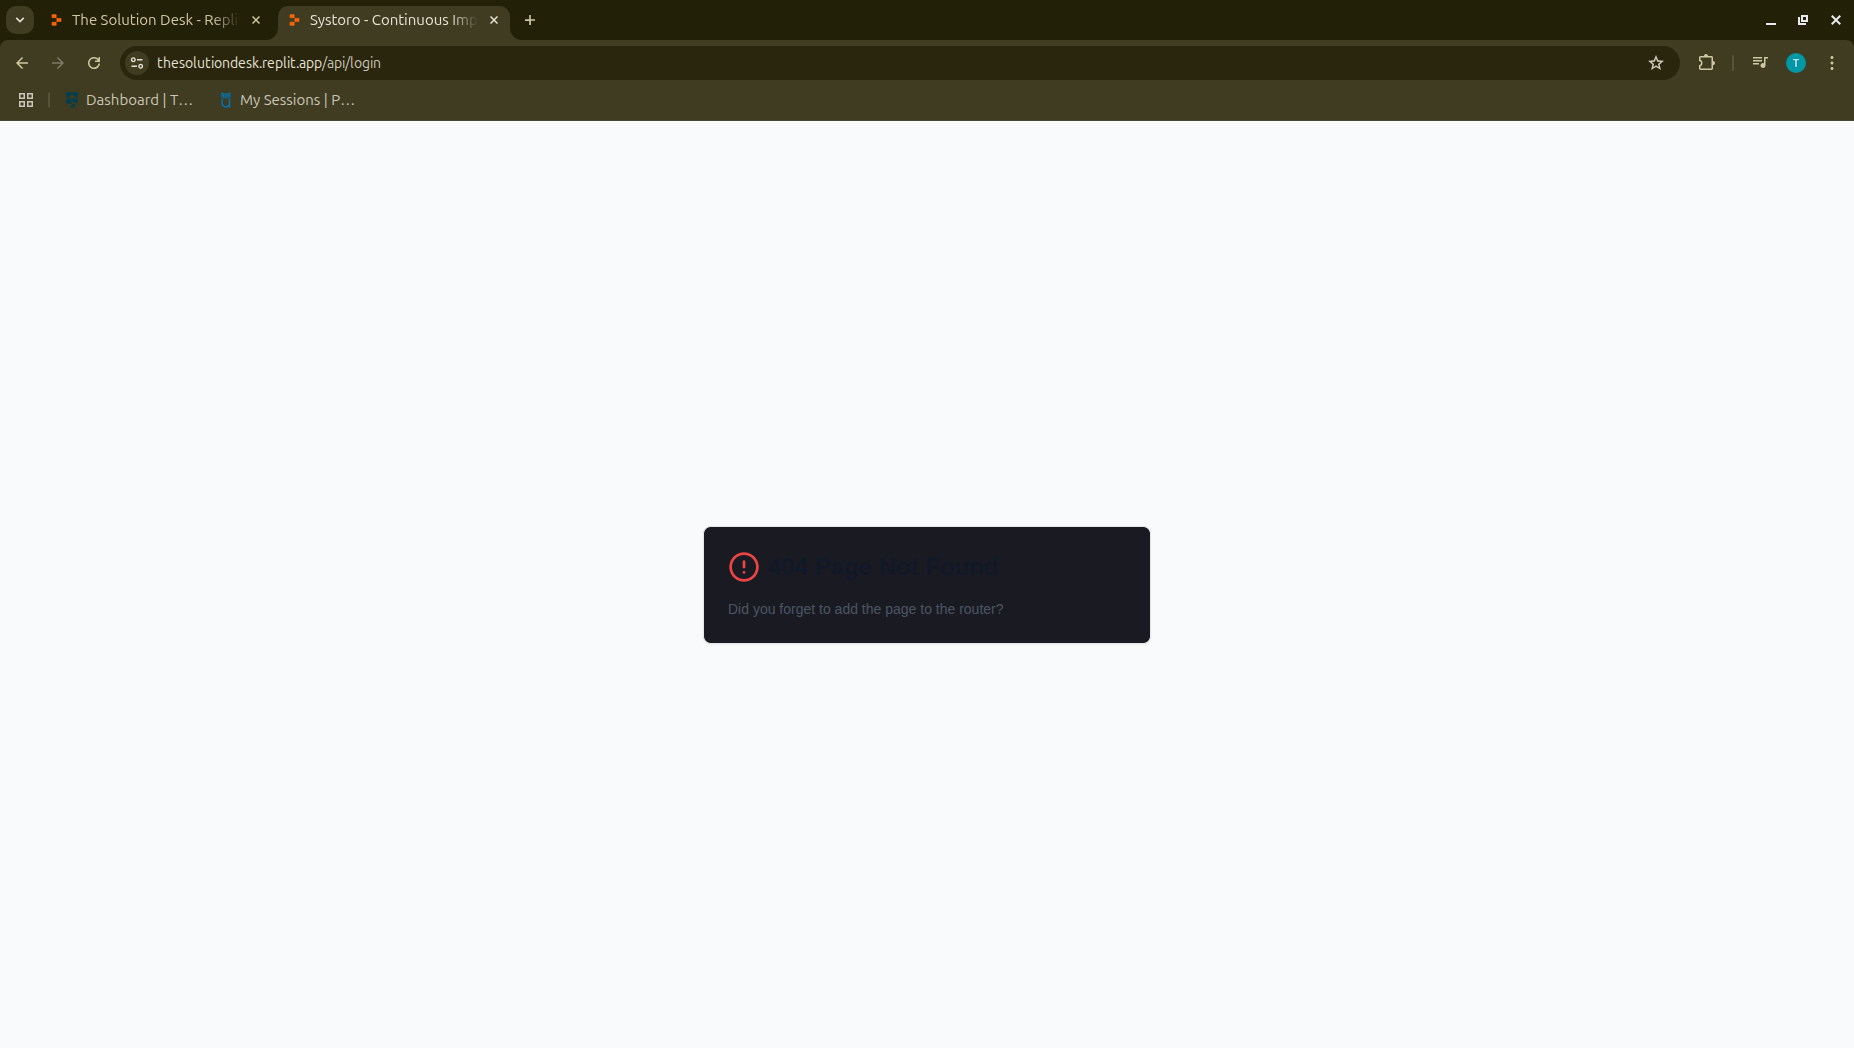 The Solution Desk - Repli
Systoro - Continuous Imp
thesolutiondesk.replit.app/api/login
T
Dashboard | T...
My Sessions | P...
404 Page Not Found
Did you forget to add the page to the router?